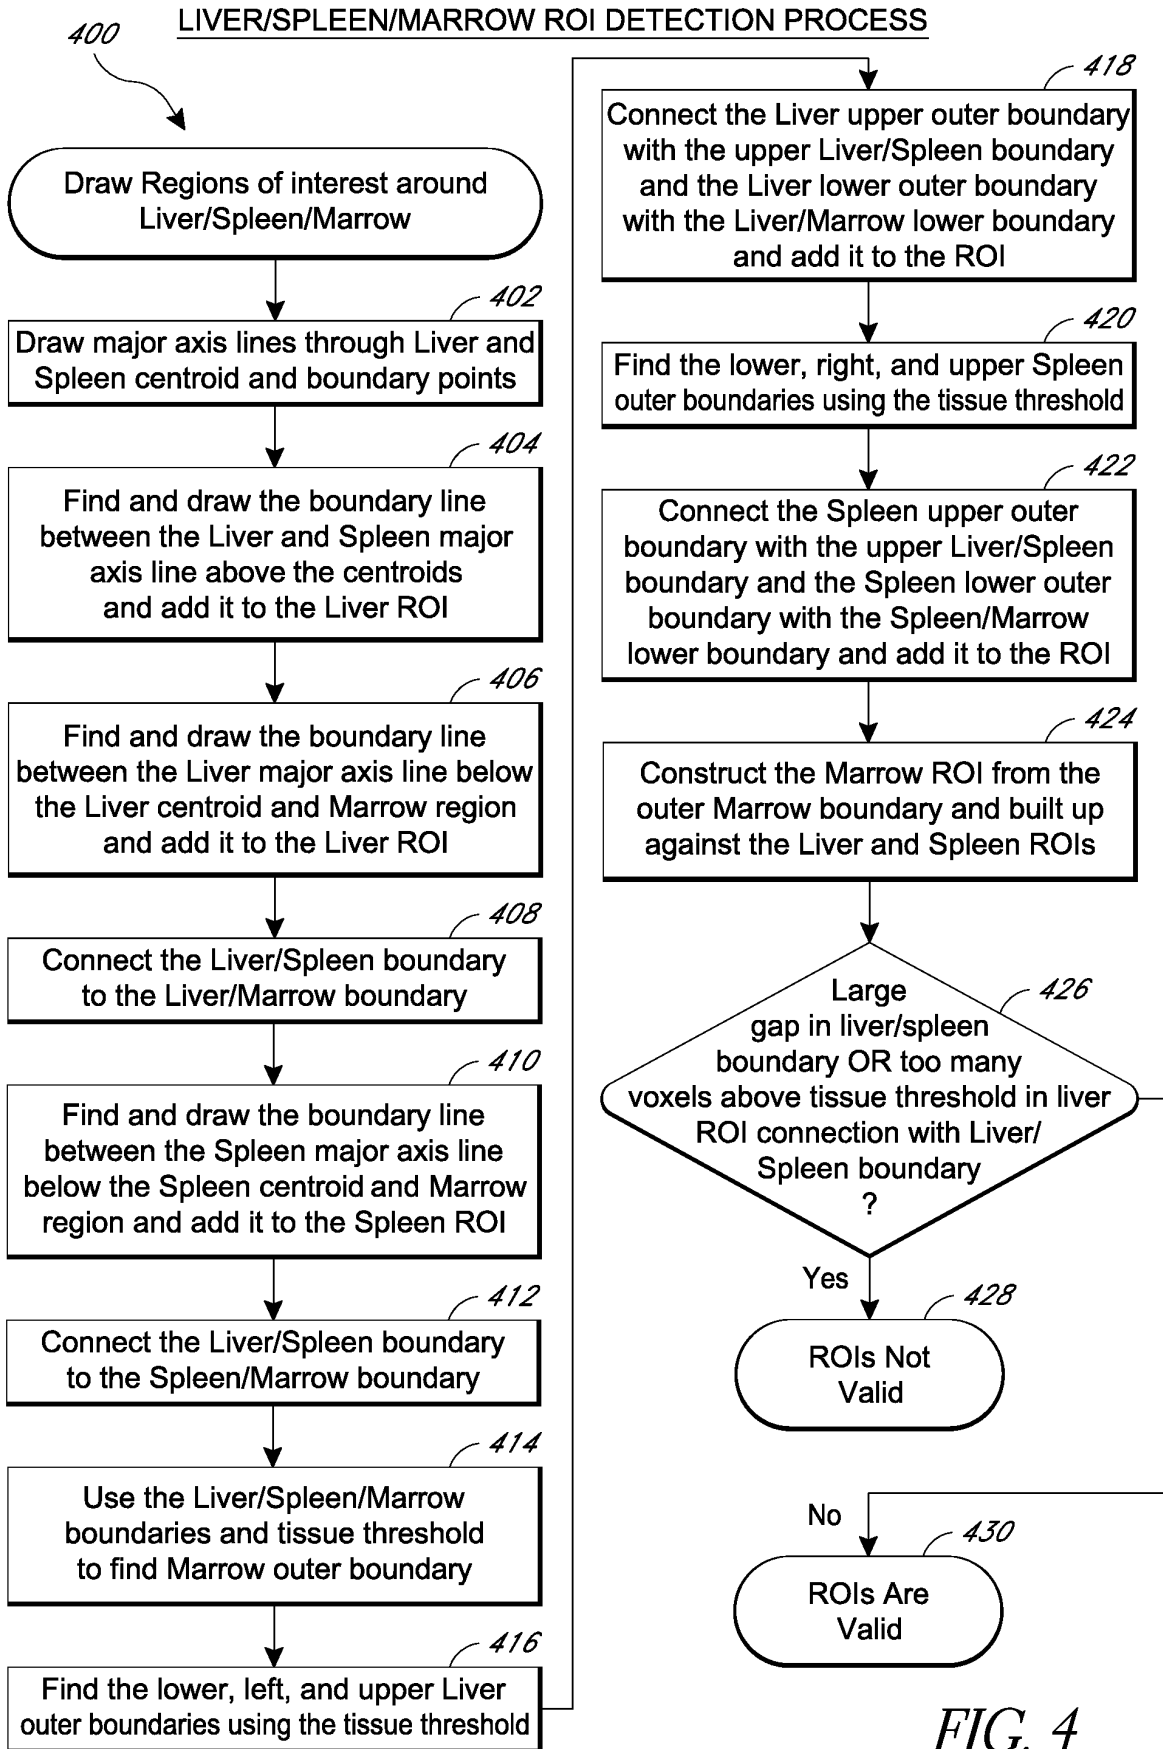 LIVER/SPLEEN/MARROW ROI DETECTION PROCESS
400
Draw Regions of interest around
Liver/Spleen/Marrow
402
Draw major axis lines through Liver and
Spleen centroid and boundary points
404
Find and draw the boundary line
between the Liver and Spleen major
axis line above the centroids
and add it to the Liver ROI
406
Find and draw the boundary line
between the Liver major axis line below
the Liver centroid and Marrow region
and add it to the Liver ROI
408
Connect the Liver/Spleen boundary
to the Liver/Marrow boundary
410
Find and draw the boundary line
between the Spleen major axis line
below the Spleen centroid and Marrow
region and add it to the Spleen ROI
412
Connect the Liver/Spleen boundary
to the Spleen/Marrow boundary
414
Use the Liver/Spleen/Marrow
boundaries and tissue threshold
to find Marrow outer boundary
416
Find the lower, left, and upper Liver
outer boundaries using the tissue threshold
418
Connect the Liver upper outer boundary
with the upper Liver/Spleen boundary
and the Liver lower outer boundary
with the Liver/Marrow lower boundary
and add it to the ROI
420
Find the lower, right, and upper Spleen
outer boundaries using the tissue threshold
422
Connect the Spleen upper outer
boundary with the upper Liver/Spleen
boundary and the Spleen lower outer
boundary with the Spleen/Marrow
lower boundary and add it to the ROI
424
Construct the Marrow ROI from the
outer Marrow boundary and built up
against the Liver and Spleen ROIs
426
Large
gap in liver/spleen
boundary OR too many
voxels above tissue threshold in liver
ROI connection with Liver/
Spleen boundary
?
Yes
428
ROIs Not
Valid
No
430
ROIs Are
Valid
FIG. 4